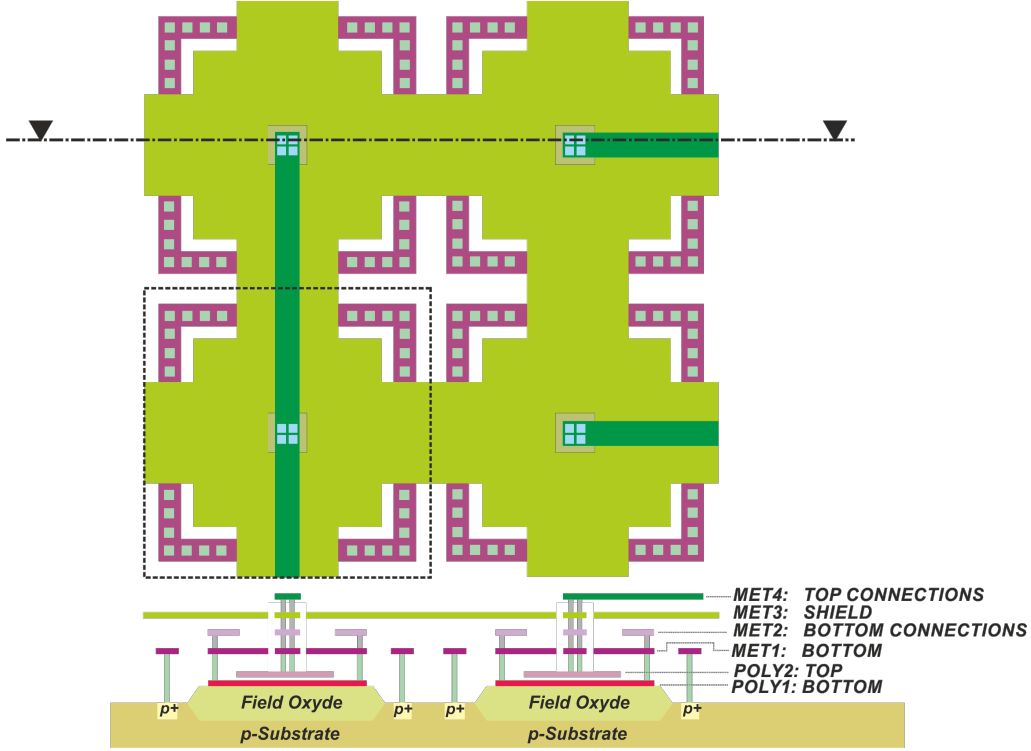 MET4: TOP CONNECTIONS
MET3: SHIELD
MET2: BOTTOM CONNECTIONS
MET1: BOTTOM
POLY2: TOP
POLY1: BOTTOM
p+ Field Oxyde p+ p+ Field Oxyde p+
p-Substrate p-Substrate